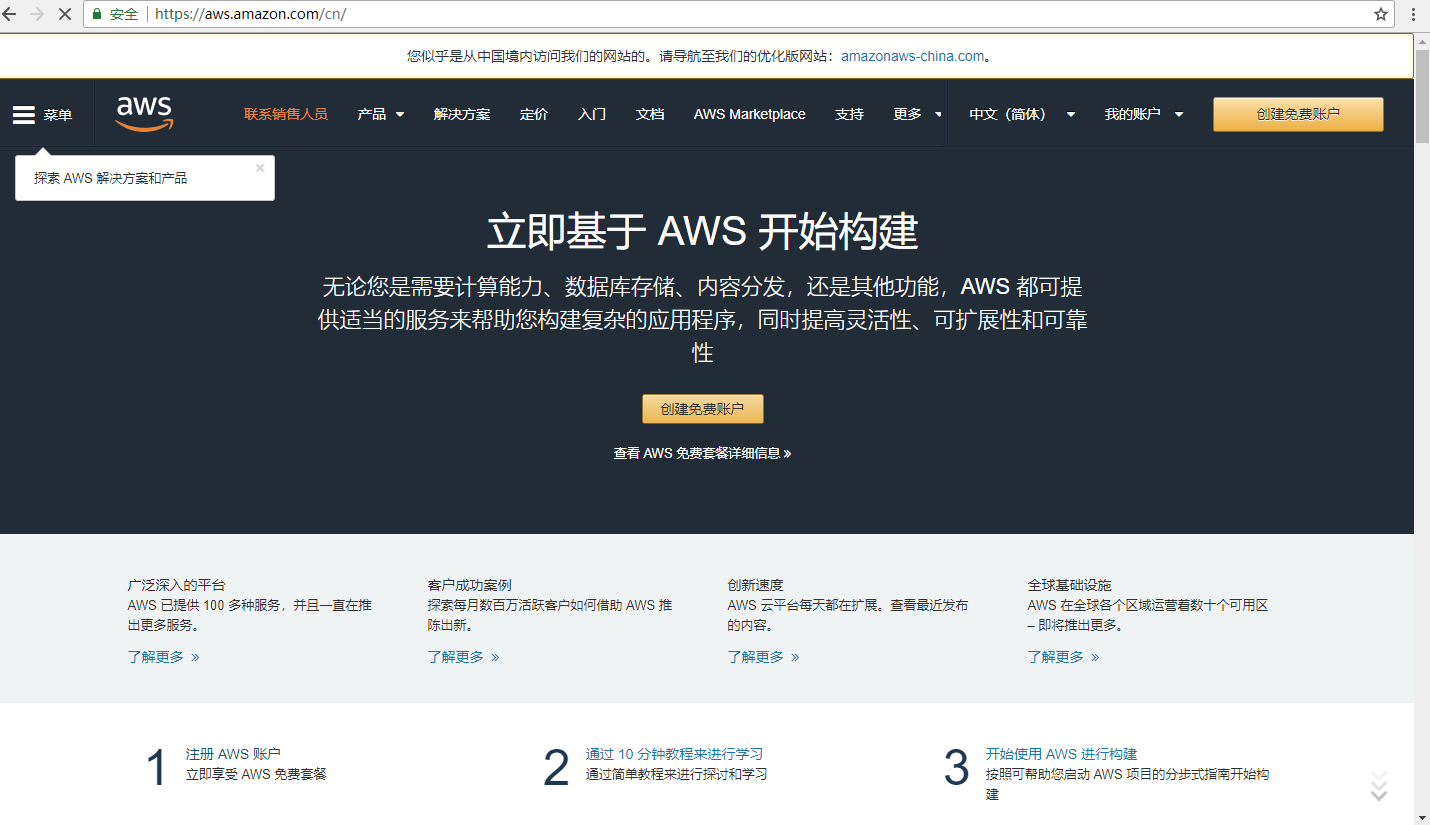 安全 https://aws.amazon.com/cn/
您似乎是从中国境内访问我们的网站的。请导航至我们的优化版网站：amazonaws-china.com。
菜单 aws 联系销售人员 产品 解决方案 定价 入门 文档 AWS Marketplace 支持 更多 中文（简体） 我的账户 创建免费账户
探索 AWS 解决方案和产品
立即基于 AWS 开始构建
无论您是需要计算能力、数据库存储、内容分发，还是其他功能，AWS 都可提
供适当的服务来帮助您构建复杂的应用程序，同时提高灵活性、可扩展性和可靠
性
创建免费账户
查看 AWS 免费套餐详细信息 »
广泛深入的平台
AWS 已提供 100 多种服务，并且一直在推
出更多服务。
了解更多 »
客户成功案例
探索每月数百万活跃客户如何借助 AWS 推
陈出新。
了解更多 »
创新速度
AWS 云平台每天都在扩展。查看最近发布
的内容。
了解更多 »
全球基础设施
AWS 在全球各个区域运营着数十个可用区
– 即将推出更多。
了解更多 »
1 注册 AWS 账户
立即享受 AWS 免费套餐
2 通过 10 分钟教程来进行学习
通过简单教程来进行探讨和学习
3 开始使用 AWS 进行构建
按照可帮助您启动 AWS 项目的分步式指南开始构
建